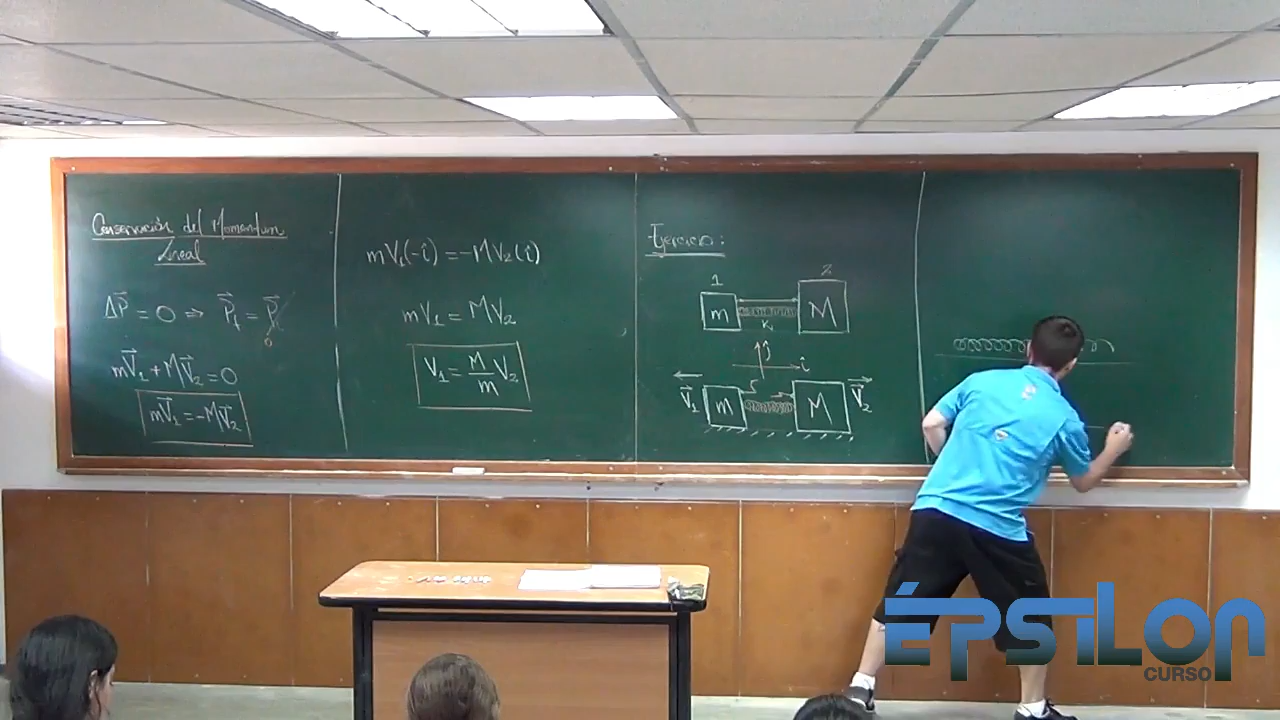 Conservación del Momentum
Lineal
ΔP⃗ = 0 ⇒ P⃗f = P⃗
0
mV⃗₁ + MV⃗₂ = 0
mV⃗₁ = -MV⃗₂
mV₁(-î) = -MV₂(î)
mV₁ = MV₂
V₁ = M/m V₂
Ejercicio:
1 2
m M
K
ĵ
î
V⃗₁ m M V⃗₂
ÉPSILON
CURSO